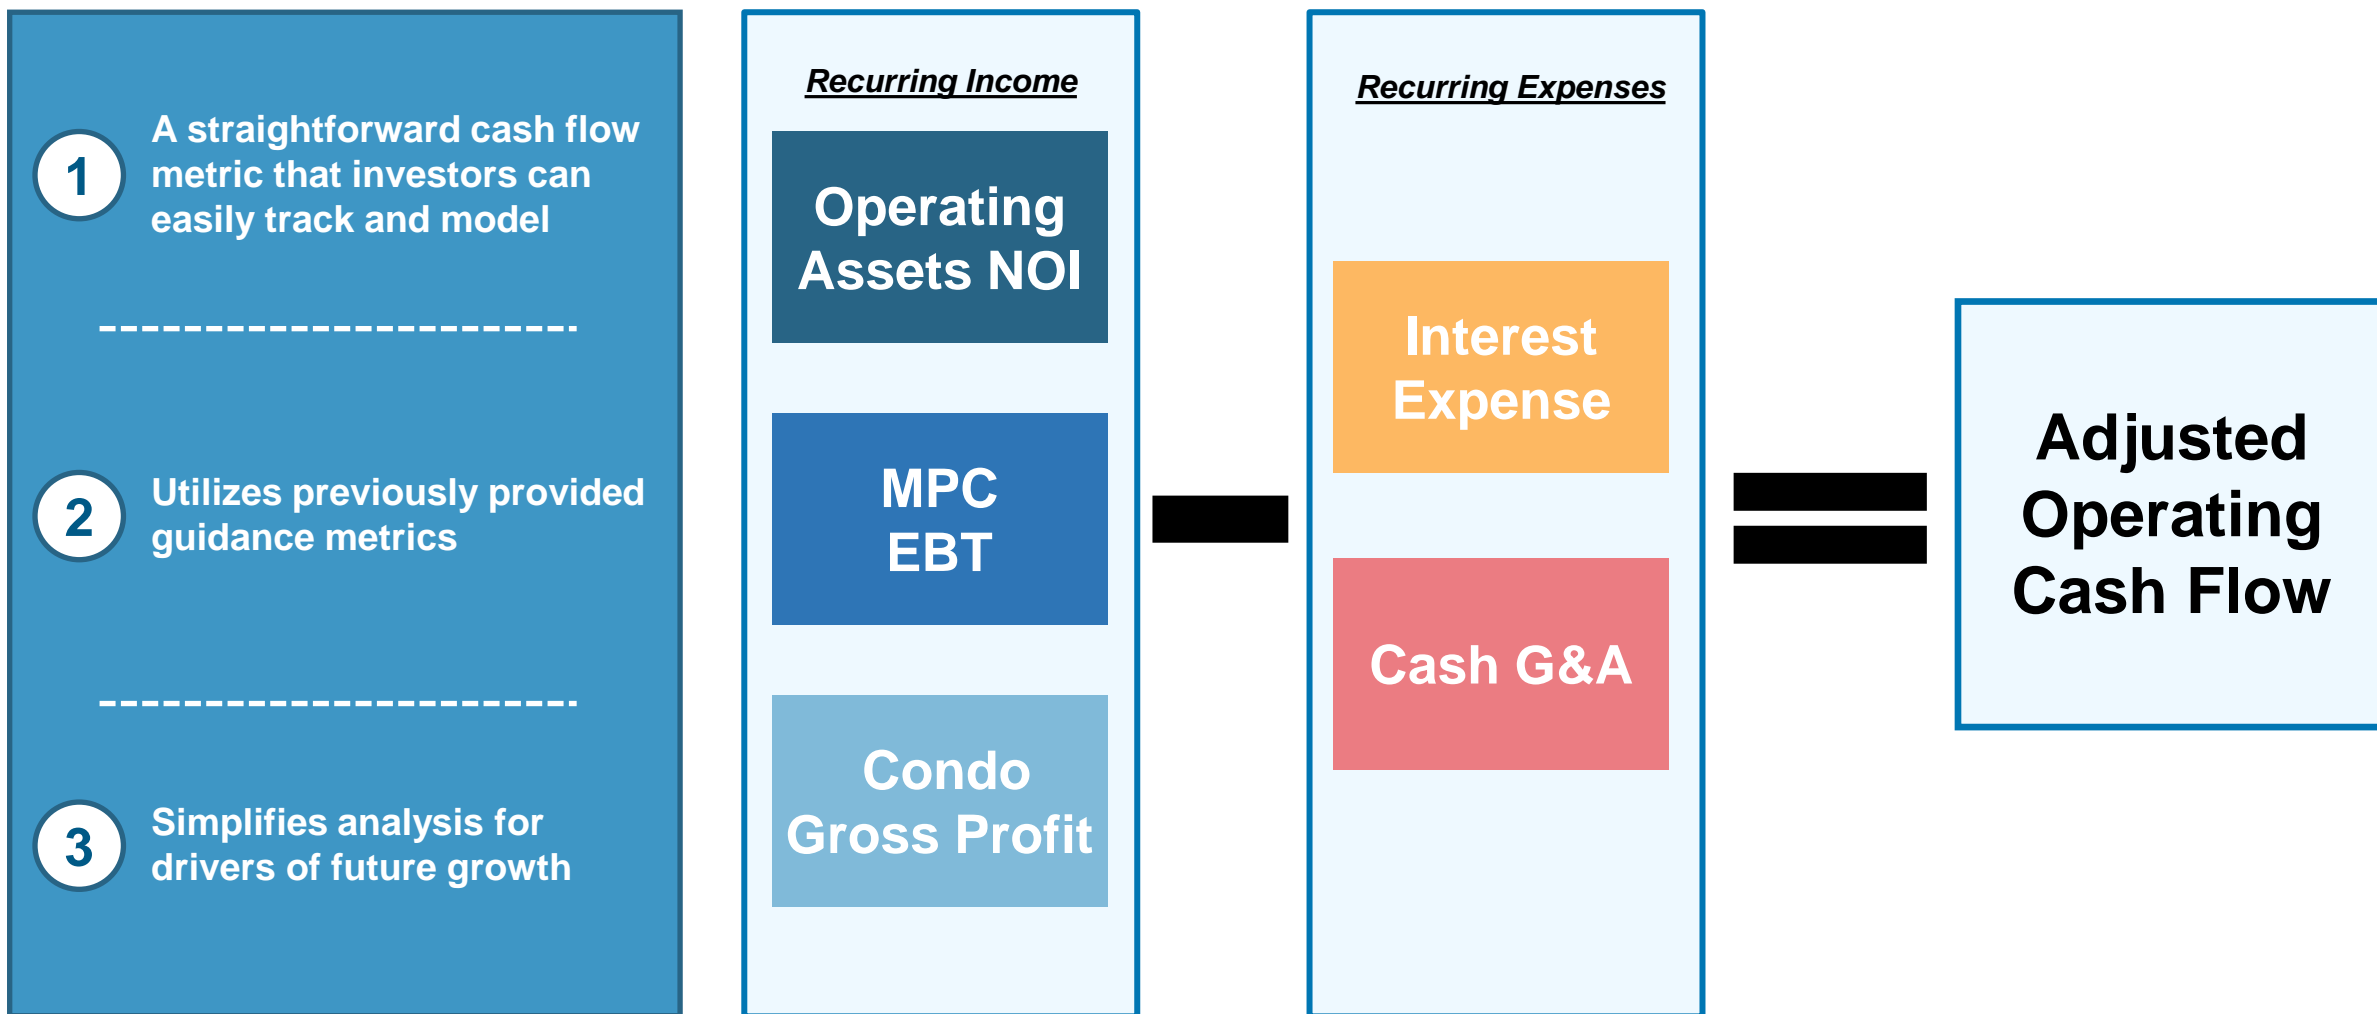 1
A straightforward cash flow
metric that investors can
easily track and model
2
Utilizes previously provided
guidance metrics
3
Simplifies analysis for
drivers of future growth
Recurring Income
Operating
Assets NOI
MPC
EBT
Condo
Gross Profit
Recurring Expenses
Interest
Expense
Cash G&A
Adjusted
Operating
Cash Flow